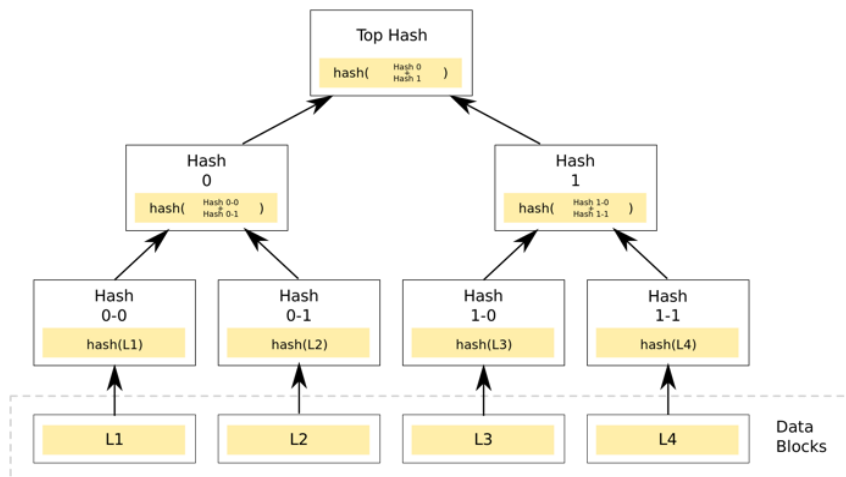 Top Hash
hash( Hash 0 + Hash 1 )
Hash
0
hash( Hash 0-0 + Hash 0-1 )
Hash
1
hash( Hash 1-0 + Hash 1-1 )
Hash
0-0
hash(L1)
Hash
0-1
hash(L2)
Hash
1-0
hash(L3)
Hash
1-1
hash(L4)
L1
L2
L3
L4
Data
Blocks